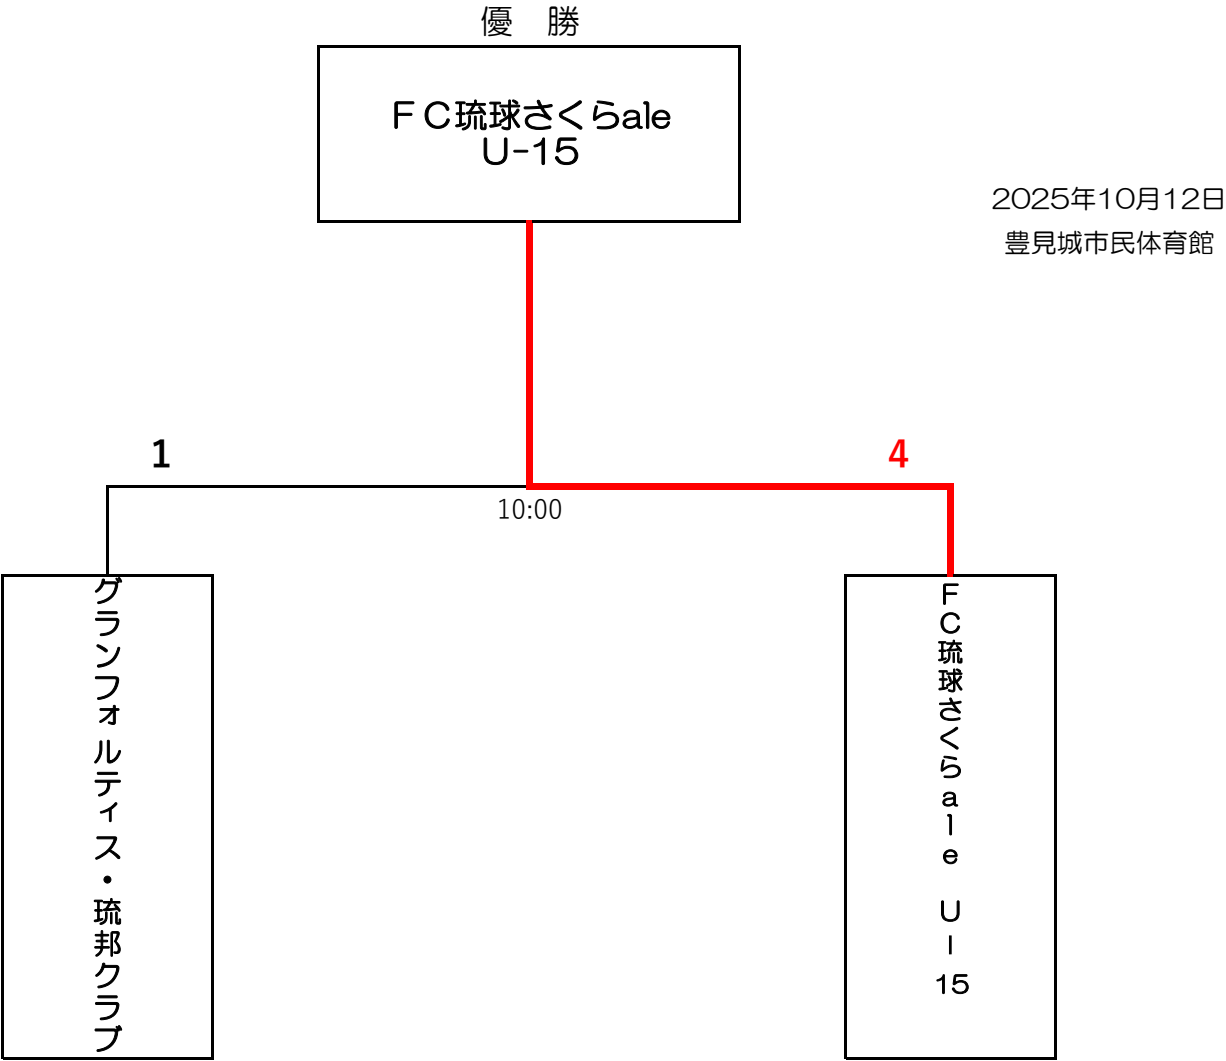 優　勝
ＦＣ琉球さくらale
U-15
2025年10月12日
豊見城市民体育館
1
4
10:00
グランフォルティス・琉邦クラブ
ＦＣ琉球さくらale　U-15